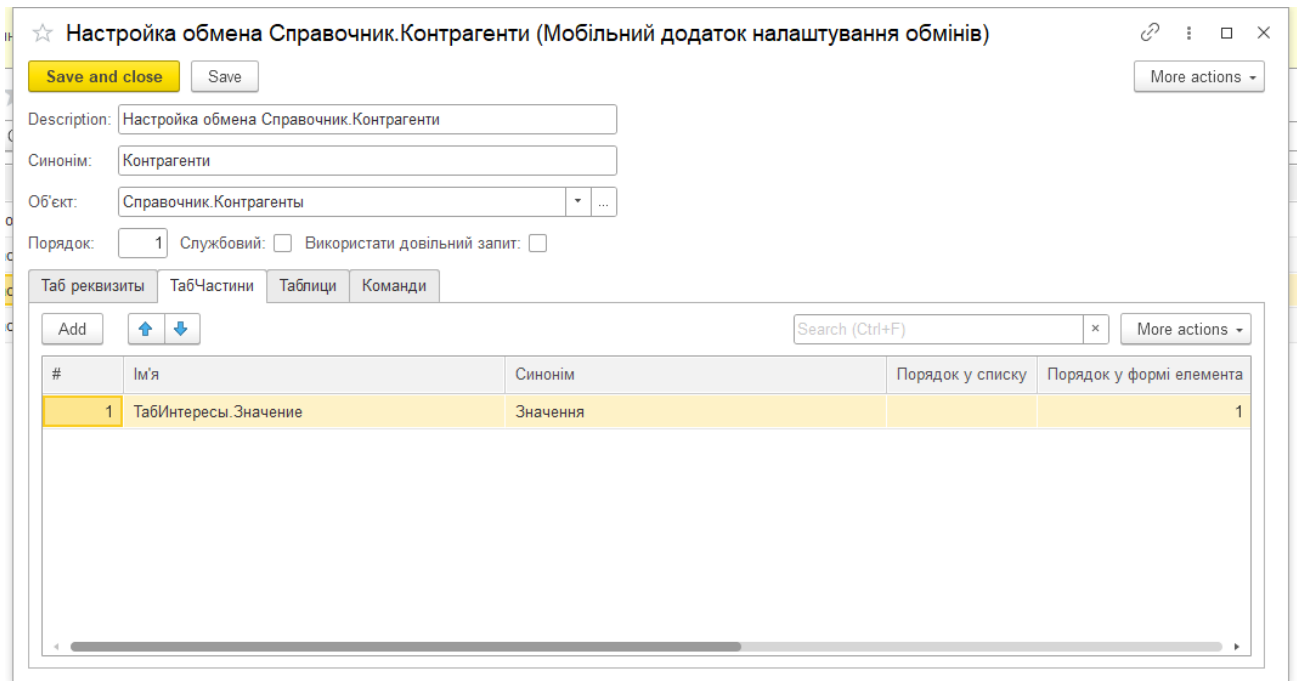 Настройка обмена Справочник.Контрагенти (Мобільний додаток налаштування обмінів)
Save and close Save More actions
Description: Настройка обмена Справочник.Контрагенти
Синонім: Контрагенти
Об'єкт: Справочник.Контрагенты ...
Порядок: 1 Службовий: Використати довільний запит:
Таб реквизиты ТабЧастини Таблици Команди
Add Search (Ctrl+F) × More actions
# Ім'я Синонім Порядок у списку Порядок у формі елемента
1 ТабИнтересы.Значение Значення 1